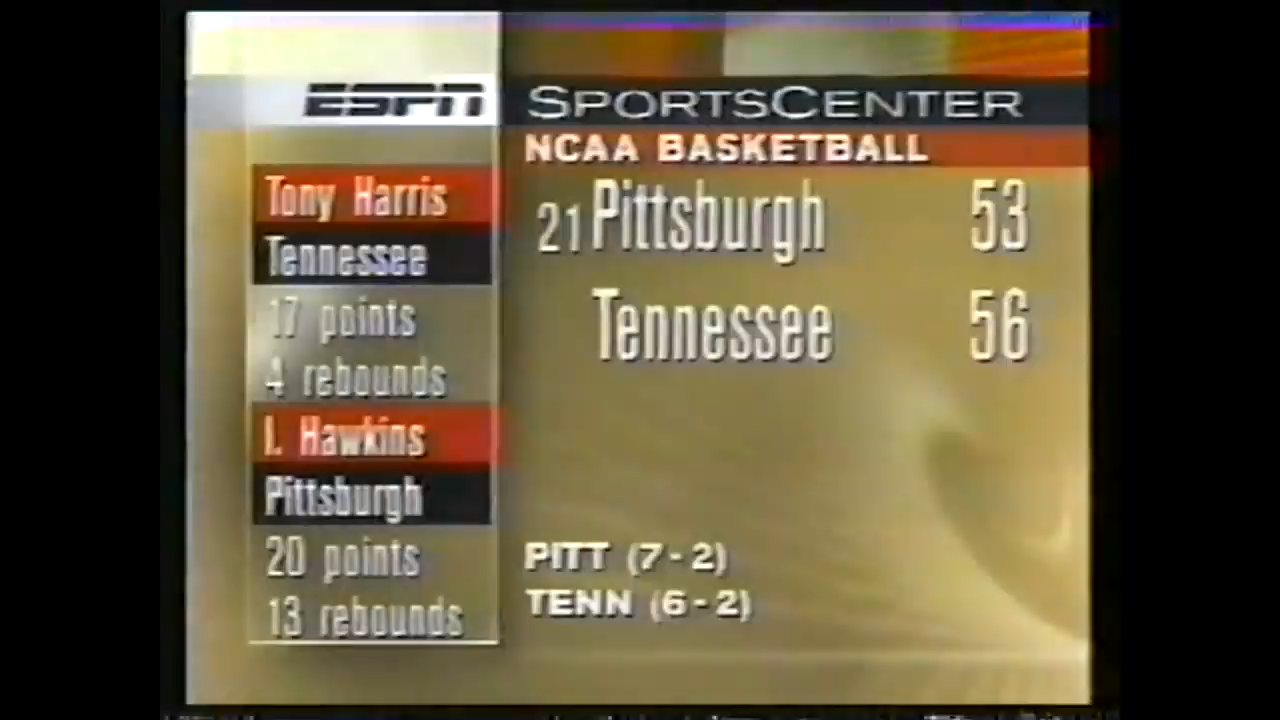 ESPN SPORTSCENTER
NCAA BASKETBALL
Tony Harris
Tennessee
17 points
4 rebounds
I. Hawkins
Pittsburgh
20 points
13 rebounds
21 Pittsburgh 53
Tennessee 56
PITT (7-2)
TENN (6-2)